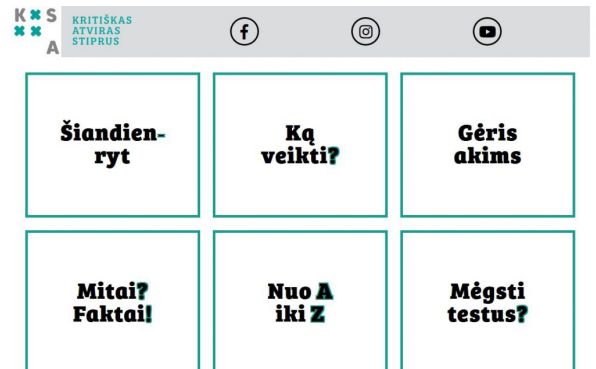 K S
A
KRITIŠKAS
ATVIRAS
STIPRUS
Šiandien-
ryt
Ką
veikti?
Gėris
akims
Mitai?
Faktai!
Nuo A
iki Z
Mėgsti
testus?